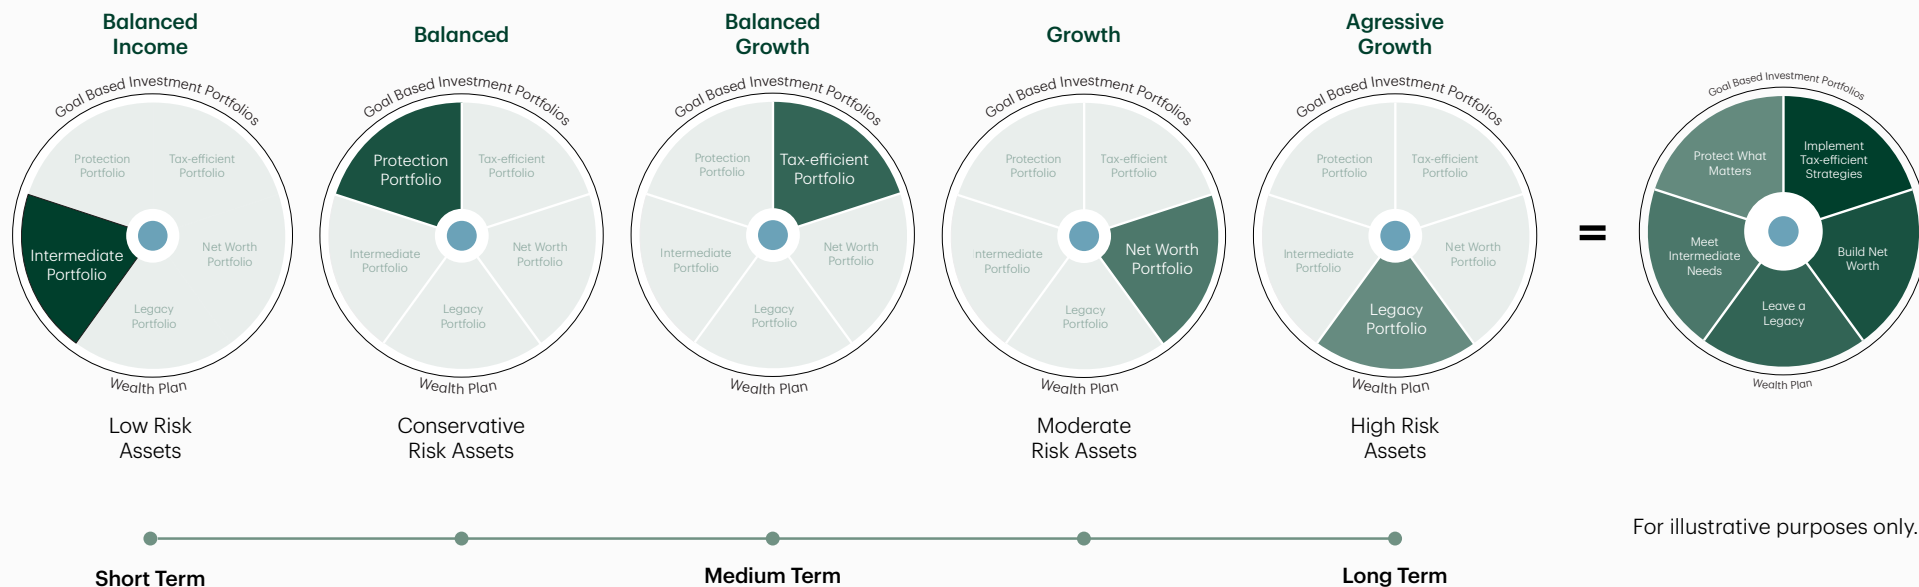 Balanced
Income
Goal Based Investment Portfolios
Protection
Portfolio
Tax-efficient
Portfolio
Intermediate
Portfolio
Net Worth
Portfolio
Legacy
Portfolio
Wealth Plan
Low Risk
Assets
Balanced
Goal Based Investment Portfolios
Protection
Portfolio
Tax-efficient
Portfolio
Intermediate
Portfolio
Net Worth
Portfolio
Legacy
Portfolio
Wealth Plan
Conservative
Risk Assets
Balanced
Growth
Goal Based Investment Portfolios
Protection
Portfolio
Tax-efficient
Portfolio
Intermediate
Portfolio
Net Worth
Portfolio
Legacy
Portfolio
Wealth Plan
Growth
Goal Based Investment Portfolios
Protection
Portfolio
Tax-efficient
Portfolio
Intermediate
Portfolio
Net Worth
Portfolio
Legacy
Portfolio
Wealth Plan
Moderate
Risk Assets
Agressive
Growth
Goal Based Investment Portfolios
Protection
Portfolio
Tax-efficient
Portfolio
Intermediate
Portfolio
Net Worth
Portfolio
Legacy
Portfolio
Wealth Plan
High Risk
Assets
=
Goal Based Investment Portfolios
Protect What
Matters
Implement
Tax-efficient
Strategies
Meet
Intermediate
Needs
Build Net
Worth
Leave a
Legacy
Wealth Plan
For illustrative purposes only.
Short Term
Medium Term
Long Term